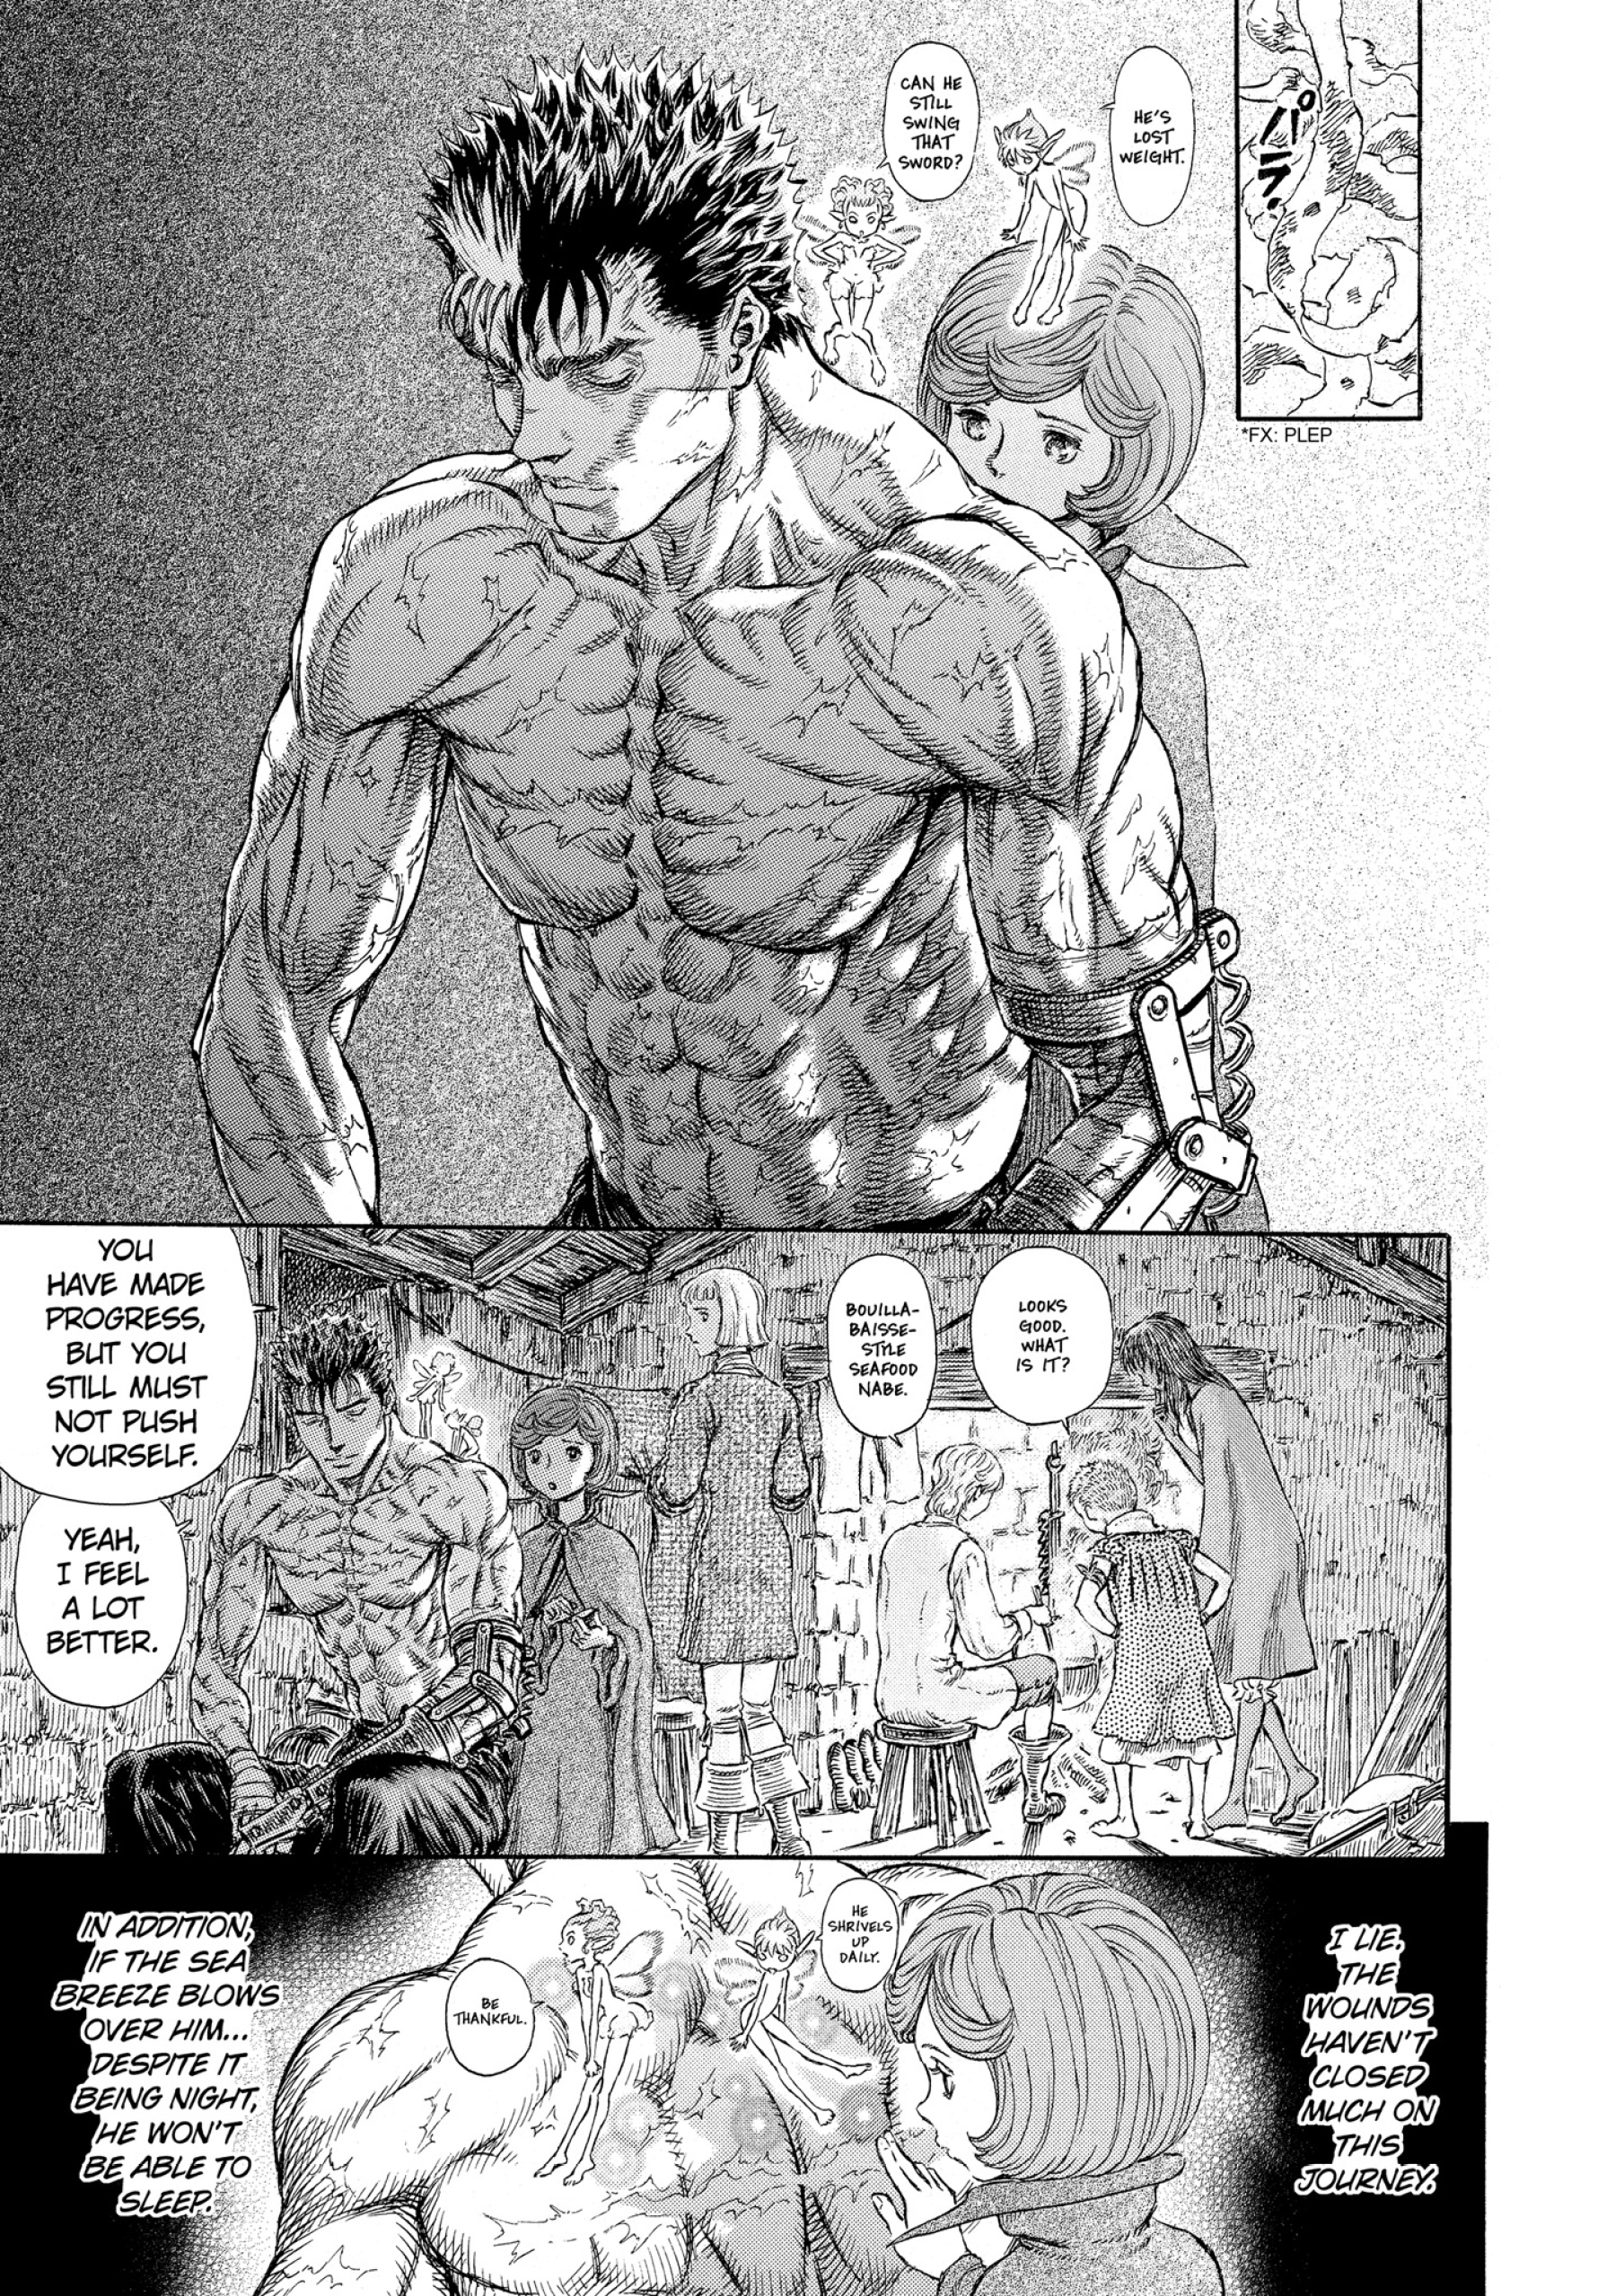 パラ
*FX: PLEP
HE'S
LOST
WEIGHT.
CAN HE
STILL
SWING
THAT
SWORD?
LOOKS
GOOD.
WHAT
IS IT?
BOUILLA-
BAISSE-
STYLE
SEAFOOD
NABE.
YOU
HAVE MADE
PROGRESS,
BUT YOU
STILL MUST
NOT PUSH
YOURSELF.
YEAH,
I FEEL
A LOT
BETTER.
I LIE.
THE
WOUNDS
HAVEN'T
CLOSED
MUCH ON
THIS
JOURNEY.
HE
SHRIVELS
UP
DAILY.
BE
THANKFUL.
IN ADDITION,
IF THE SEA
BREEZE BLOWS
OVER HIM...
DESPITE IT
BEING NIGHT,
HE WON'T
BE ABLE TO
SLEEP.